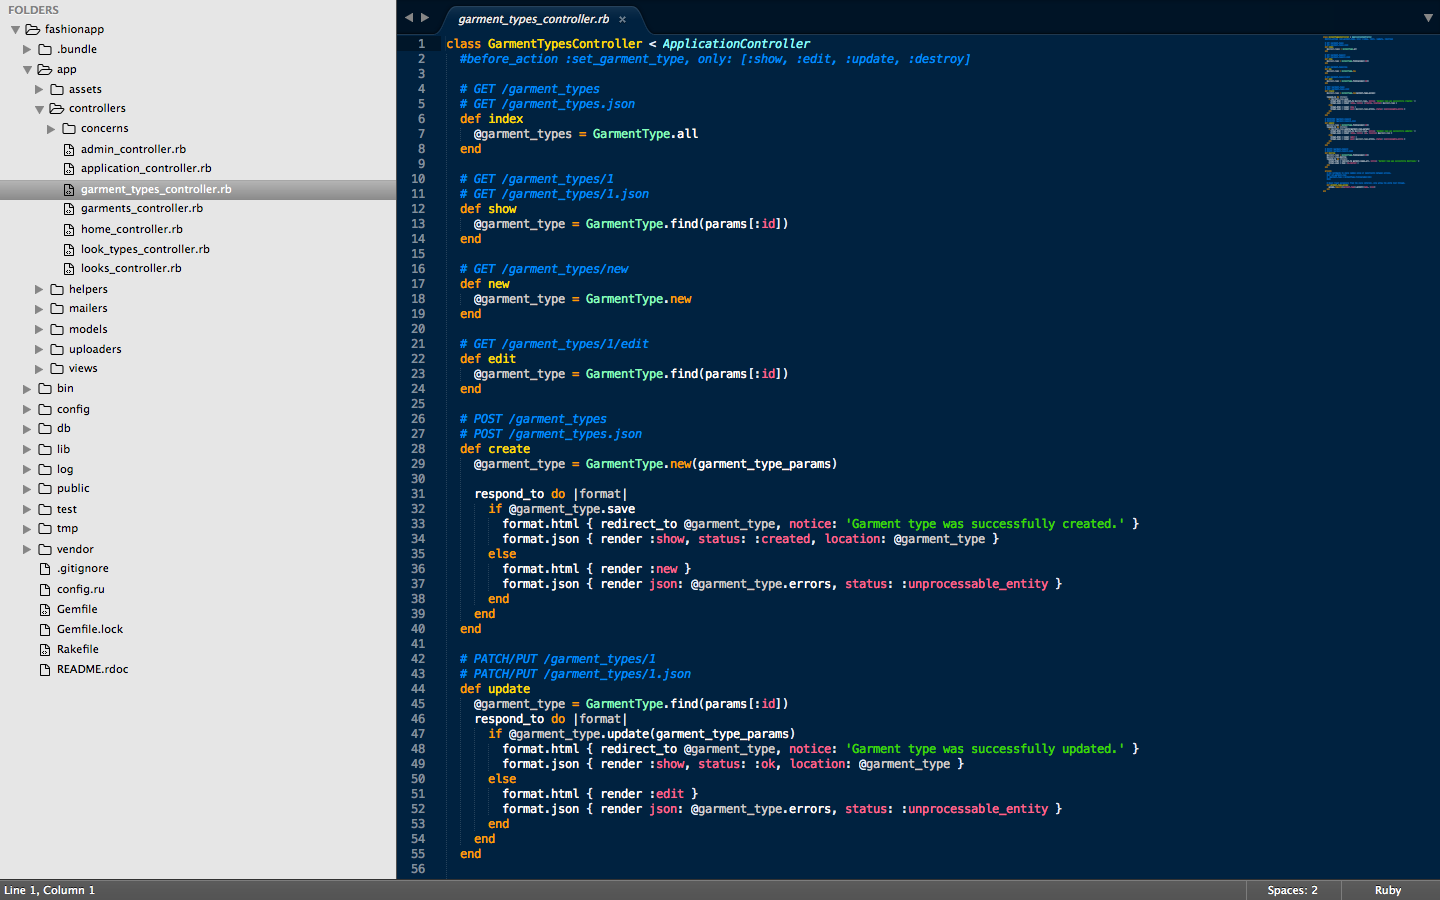 FOLDERS
fashionapp
.bundle
app
assets
controllers
concerns
admin_controller.rb
application_controller.rb
garment_types_controller.rb
garments_controller.rb
home_controller.rb
look_types_controller.rb
looks_controller.rb
helpers
mailers
models
uploaders
views
bin
config
db
lib
log
public
test
tmp
vendor
.gitignore
config.ru
Gemfile
Gemfile.lock
Rakefile
README.rdoc
garment_types_controller.rb ×
1 class GarmentTypesController < ApplicationController
2   #before_action :set_garment_type, only: [:show, :edit, :update, :destroy]
3
4   # GET /garment_types
5   # GET /garment_types.json
6   def index
7     @garment_types = GarmentType.all
8   end
9
10   # GET /garment_types/1
11   # GET /garment_types/1.json
12   def show
13     @garment_type = GarmentType.find(params[:id])
14   end
15
16   # GET /garment_types/new
17   def new
18     @garment_type = GarmentType.new
19   end
20
21   # GET /garment_types/1/edit
22   def edit
23     @garment_type = GarmentType.find(params[:id])
24   end
25
26   # POST /garment_types
27   # POST /garment_types.json
28   def create
29     @garment_type = GarmentType.new(garment_type_params)
30
31     respond_to do |format|
32       if @garment_type.save
33         format.html { redirect_to @garment_type, notice: 'Garment type was successfully created.' }
34         format.json { render :show, status: :created, location: @garment_type }
35       else
36         format.html { render :new }
37         format.json { render json: @garment_type.errors, status: :unprocessable_entity }
38       end
39     end
40   end
41
42   # PATCH/PUT /garment_types/1
43   # PATCH/PUT /garment_types/1.json
44   def update
45     @garment_type = GarmentType.find(params[:id])
46     respond_to do |format|
47       if @garment_type.update(garment_type_params)
48         format.html { redirect_to @garment_type, notice: 'Garment type was successfully updated.' }
49         format.json { render :show, status: :ok, location: @garment_type }
50       else
51         format.html { render :edit }
52         format.json { render json: @garment_type.errors, status: :unprocessable_entity }
53       end
54     end
55   end
56
Line 1, Column 1
Spaces: 2
Ruby